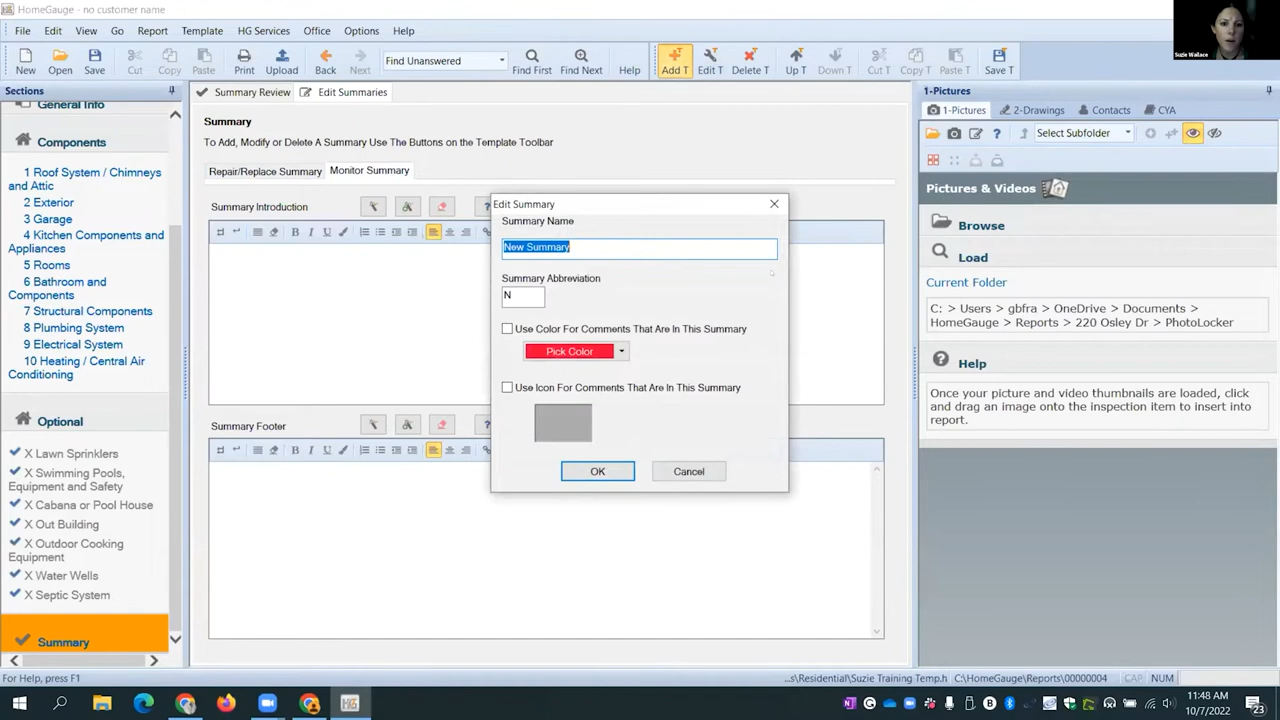 HomeGauge - no customer name
File Edit View Go Report Template HG Services Office Options Help
New Open Save Cut Copy Paste Print Upload Back Next Find Unanswered Find First Find Next Help Add T Edit T Delete T Up T Down T Cut T Copy T Paste T Save T
Suzie Wallace
Sections
General Info
Components
1 Roof System / Chimneys
and Attic
2 Exterior
3 Garage
4 Kitchen Components and
Appliances
5 Rooms
6 Bathroom and
Components
7 Structural Components
8 Plumbing System
9 Electrical System
10 Heating / Central Air
Conditioning
Optional
X Lawn Sprinklers
X Swimming Pools,
Equipment and Safety
X Cabana or Pool House
X Out Building
X Outdoor Cooking
Equipment
X Water Wells
X Septic System
Summary
Summary Review Edit Summaries
Summary
To Add, Modify or Delete A Summary Use The Buttons on the Template Toolbar
Repair/Replace Summary Monitor Summary
Summary Introduction
B I U
Summary Footer
B I U
Edit Summary
Summary Name
New Summary
Summary Abbreviation
N
Use Color For Comments That Are In This Summary
Pick Color
Use Icon For Comments That Are In This Summary
OK Cancel
1-Pictures
1-Pictures 2-Drawings Contacts CYA
Select Subfolder
Pictures & Videos
Browse
Load
Current Folder
C: > Users > gbfra > OneDrive > Documents >
HomeGauge > Reports > 220 Osley Dr > PhotoLocker
Help
Once your picture and video thumbnails are loaded, click
and drag an image onto the inspection item to insert into
report.
For Help, press F1
...s\Residential\Suzie Training Temp.h C:\HomeGauge\Reports\00000004 CAP NUM
11:48 AM
10/7/2022
23